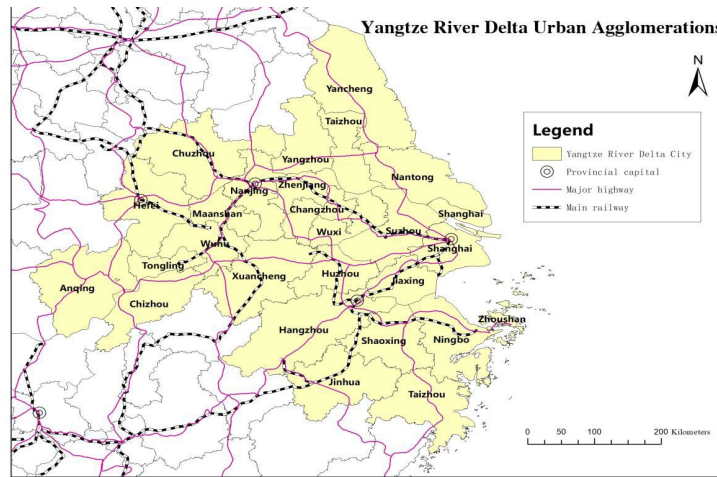 Yangtze River Delta Urban Agglomerations
N
Yancheng
Taizhou
Chuzhou
Yangzhou
Nantong
Nanjing
Zhenjiang
Hefei
Maanshan
Changzhou
Shanghai
Wuxi
Suzhou
Wuhu
Shanghai
Tongling
Xuancheng
Huzhou
Jiaxing
Anqing
Chizhou
Zhoushan
Hangzhou
Shaoxing
Ningbo
Jinhua
Taizhou
Legend
Yangtze River Delta City
Provincial capital
Major highway
Main railway
0 50 100 200 Kilometers